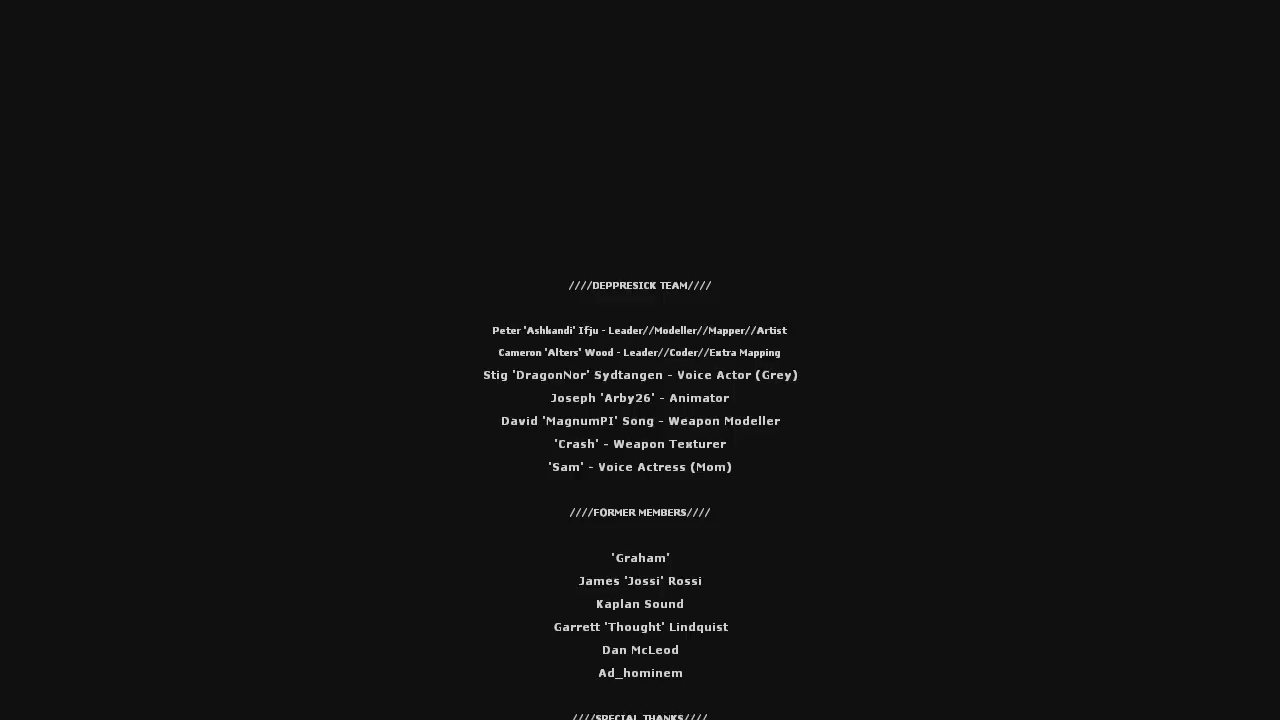 ////DEPPRESICK TEAM////
Peter 'Ashkandi' Ifju - Leader//Modeller//Mapper//Artist
Cameron 'Alters' Wood - Leader//Coder//Extra Mapping
Stig 'DragonNor' Sydtangen - Voice Actor (Grey)
Joseph 'Arby26' - Animator
David 'MagnumPI' Song - Weapon Modeller
'Crash' - Weapon Texturer
'Sam' - Voice Actress (Mom)
////FORMER MEMBERS////
'Graham'
James 'Jossi' Rossi
Kaplan Sound
Garrett 'Thought' Lindquist
Dan McLeod
Ad_hominem
////SPECIAL THANKS////